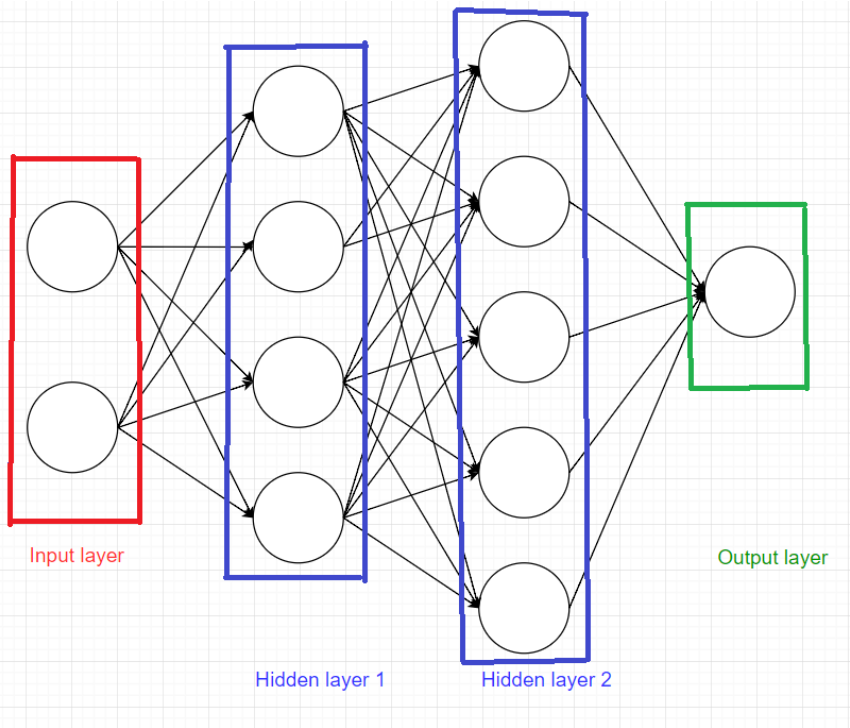 Input layer
Output layer
Hidden layer 1
Hidden layer 2